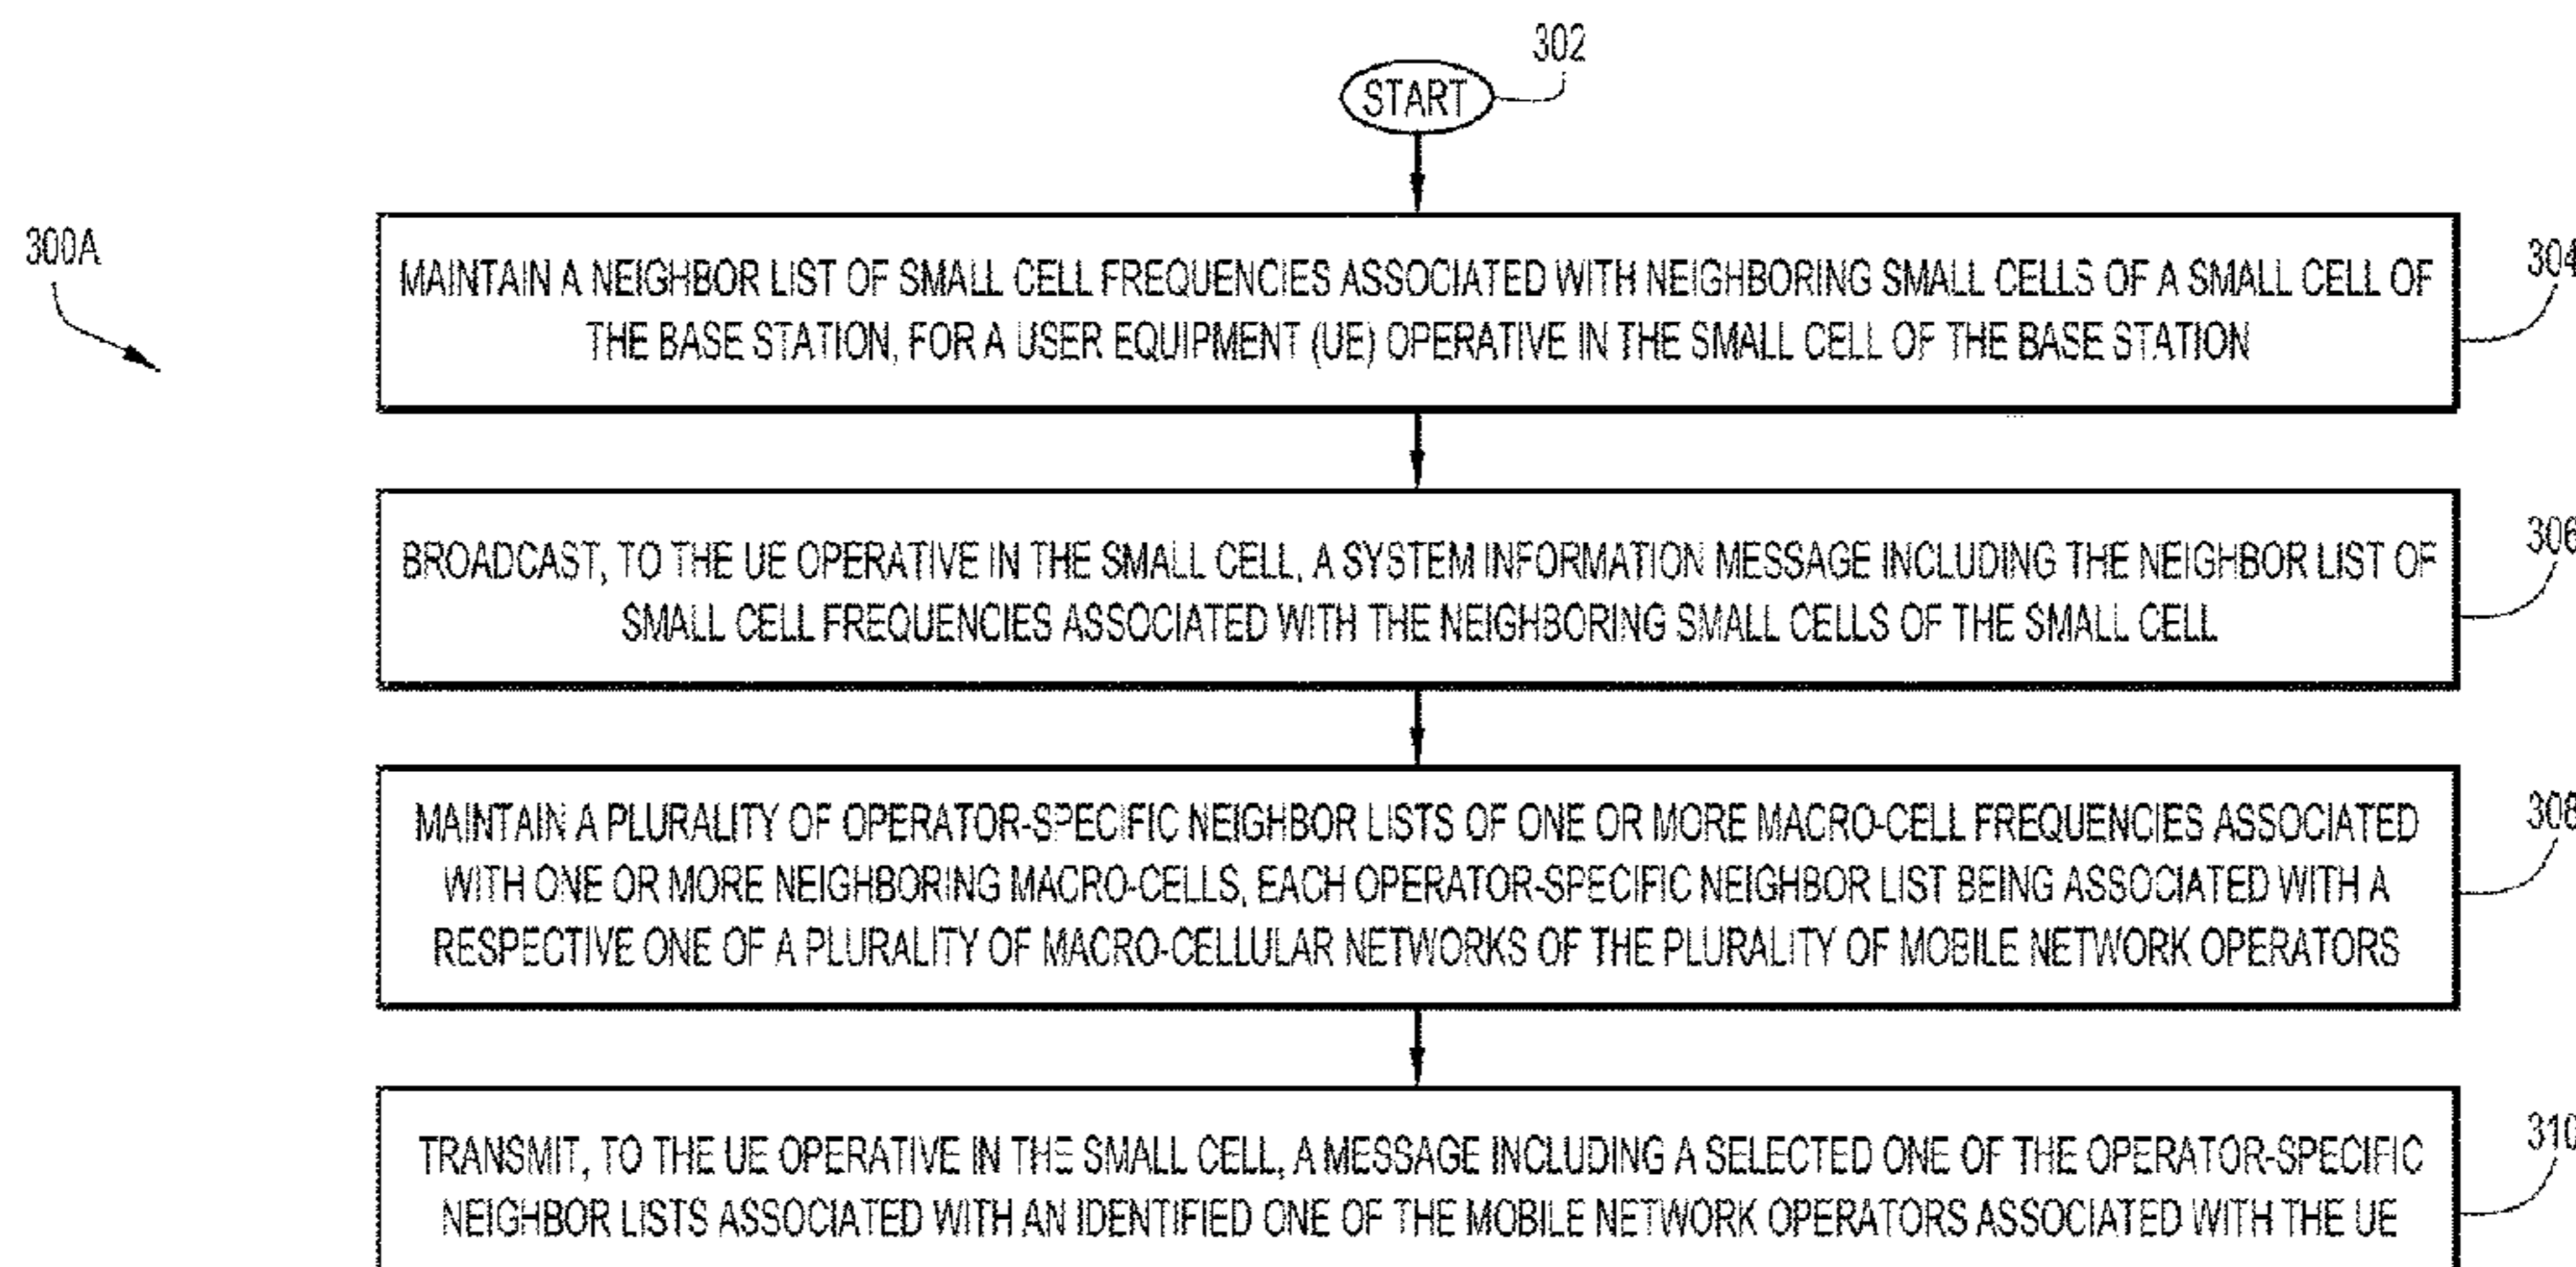 302
START
300A
304
MAINTAIN A NEIGHBOR LIST OF SMALL CELL FREQUENCIES ASSOCIATED WITH NEIGHBORING SMALL CELLS OF A SMALL CELL OF
THE BASE STATION, FOR A USER EQUIPMENT (UE) OPERATIVE IN THE SMALL CELL OF THE BASE STATION
306
BROADCAST, TO THE UE OPERATIVE IN THE SMALL CELL, A SYSTEM INFORMATION MESSAGE INCLUDING THE NEIGHBOR LIST OF
SMALL CELL FREQUENCIES ASSOCIATED WITH THE NEIGHBORING SMALL CELLS OF THE SMALL CELL
308
MAINTAIN A PLURALITY OF OPERATOR-SPECIFIC NEIGHBOR LISTS OF ONE OR MORE MACRO-CELL FREQUENCIES ASSOCIATED
WITH ONE OR MORE NEIGHBORING MACRO-CELLS, EACH OPERATOR-SPECIFIC NEIGHBOR LIST BEING ASSOCIATED WITH A
RESPECTIVE ONE OF A PLURALITY OF MACRO-CELLULAR NETWORKS OF THE PLURALITY OF MOBILE NETWORK OPERATORS
310
TRANSMIT, TO THE UE OPERATIVE IN THE SMALL CELL, A MESSAGE INCLUDING A SELECTED ONE OF THE OPERATOR-SPECIFIC
NEIGHBOR LISTS ASSOCIATED WITH AN IDENTIFIED ONE OF THE MOBILE NETWORK OPERATORS ASSOCIATED WITH THE UE